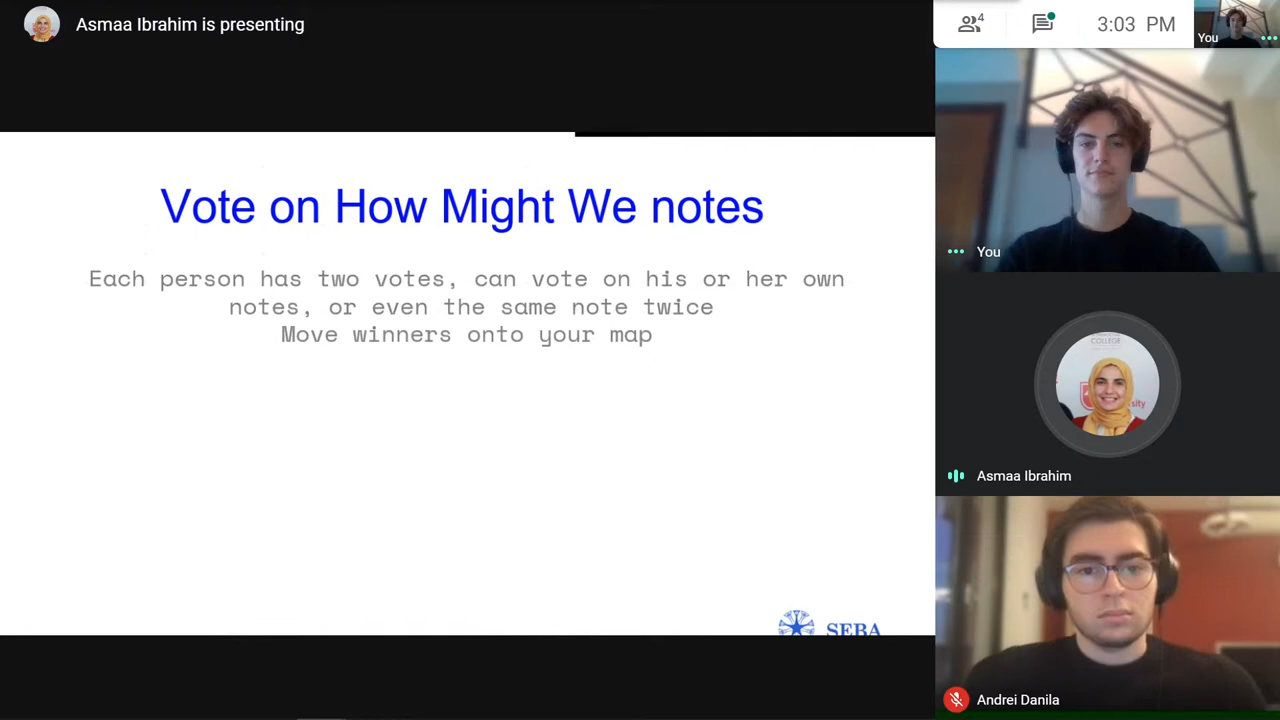 Asmaa Ibrahim is presenting
4
3:03 PM
You
Vote on How Might We notes
Each person has two votes, can vote on his or her own
notes, or even the same note twice
Move winners onto your map
SEBA
You
COLLEGE
Asmaa Ibrahim
Andrei Danila